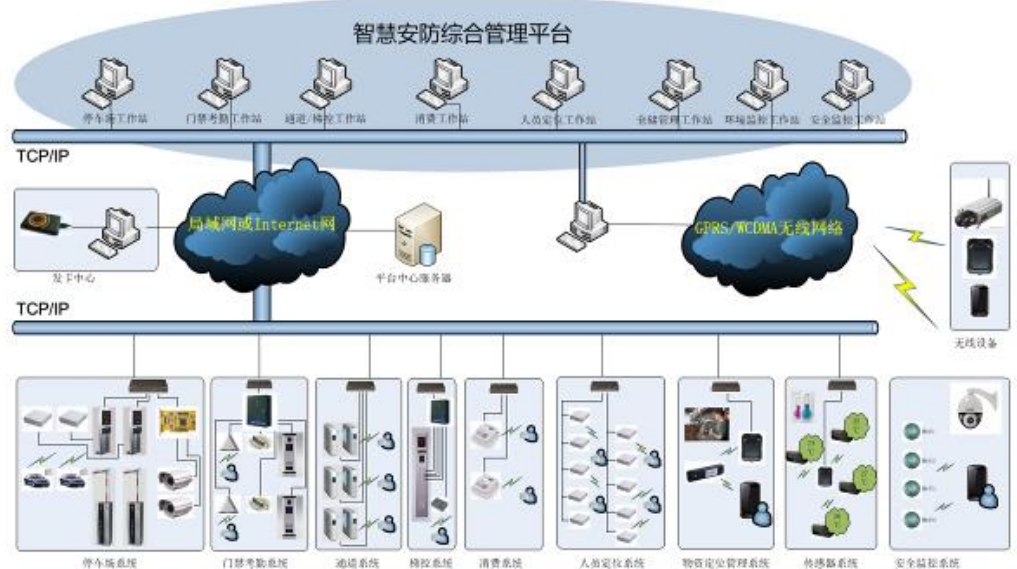 智慧安防综合管理平台
停车场工作站
门禁考勤工作站
通道/梯控工作站
消费工作站
人员定位工作站
仓储管理工作站
环境监控工作站
安全监控工作站
TCP/IP
局域网或Internet网
GPRS/WCDMA无线网络
发卡中心
平台中心服务器
无线设备
TCP/IP
停车场系统
门禁考勤系统
通道系统
梯控系统
消费系统
人员定位系统
物资定位管理系统
传感器系统
安全监控系统